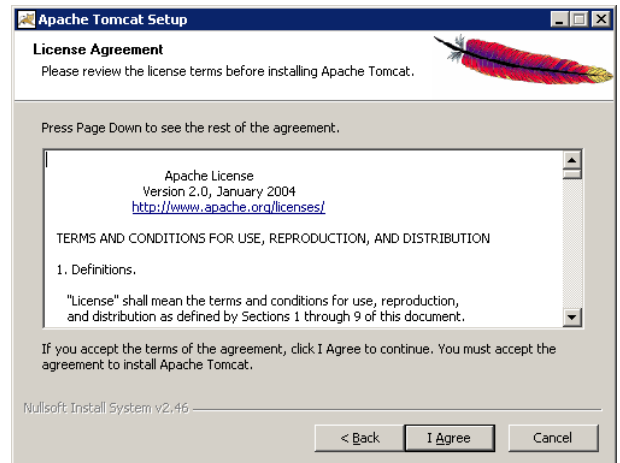 Apache Tomcat Setup
License Agreement
Please review the license terms before installing Apache Tomcat.
Press Page Down to see the rest of the agreement.
Apache License
Version 2.0, January 2004
http://www.apache.org/licenses/
TERMS AND CONDITIONS FOR USE, REPRODUCTION, AND DISTRIBUTION
1. Definitions.
"License" shall mean the terms and conditions for use, reproduction,
and distribution as defined by Sections 1 through 9 of this document.
If you accept the terms of the agreement, click I Agree to continue. You must accept the
agreement to install Apache Tomcat.
Nullsoft Install System v2.46
< Back I Agree Cancel